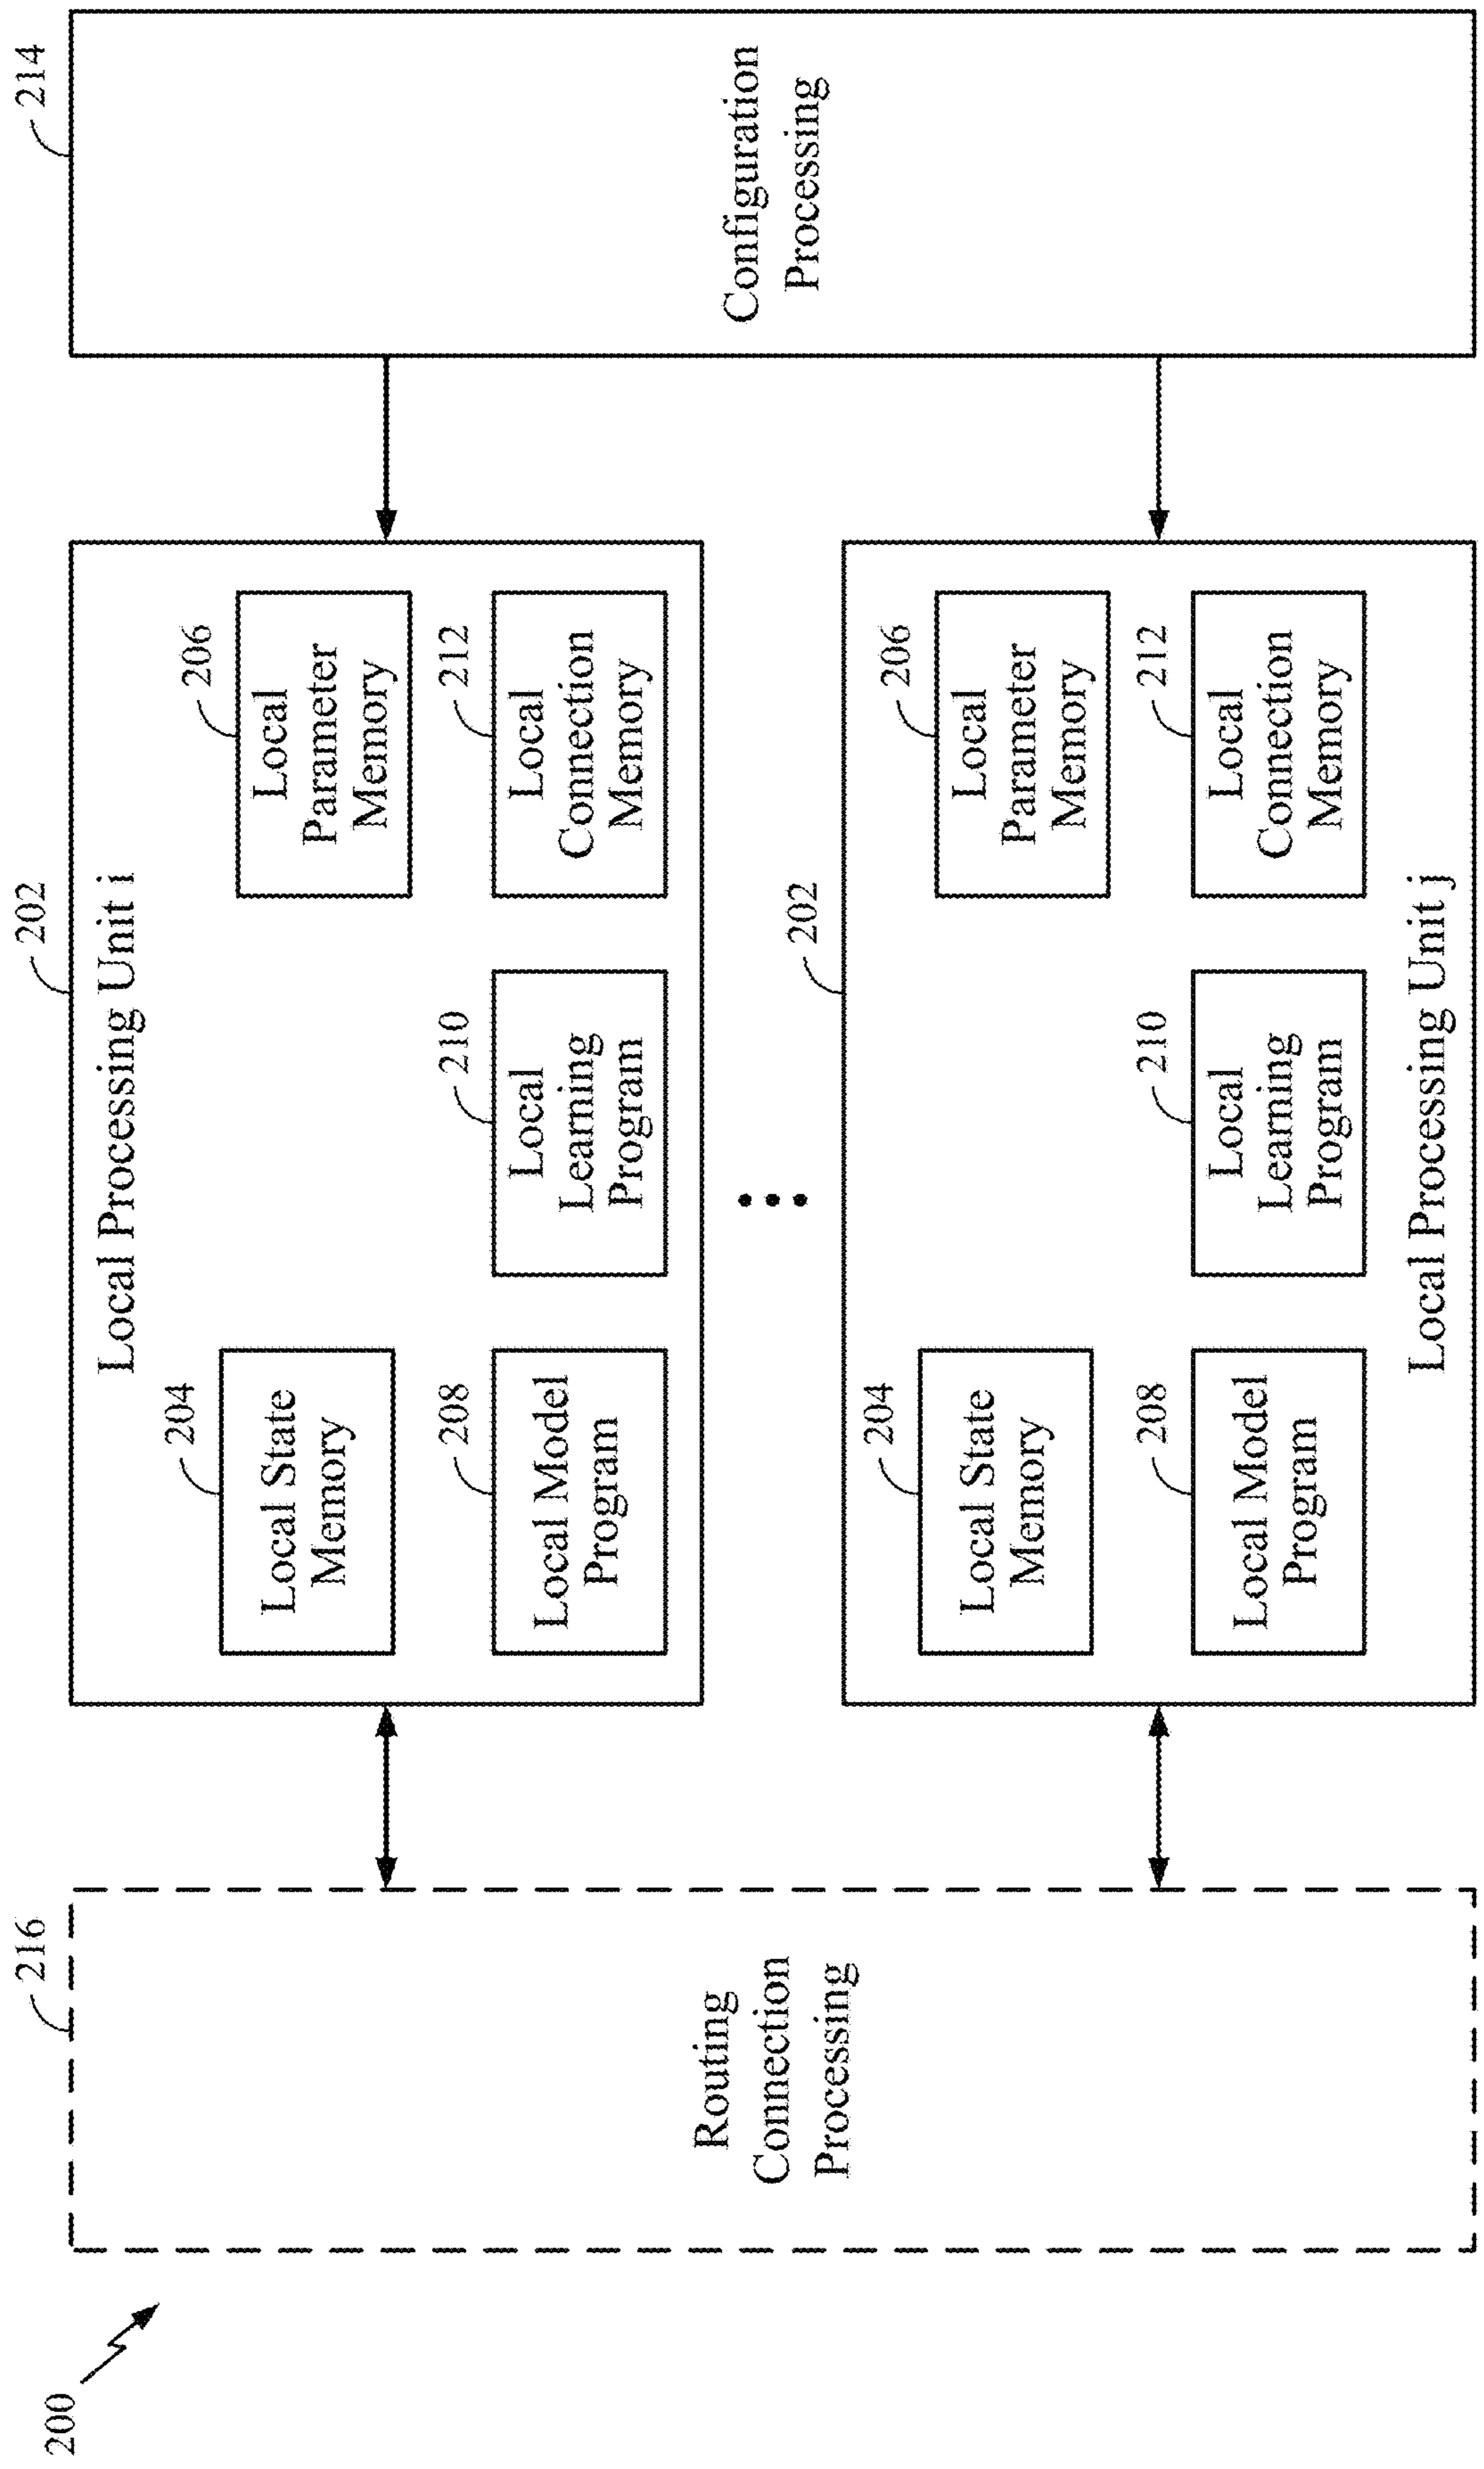 200
216
Routing
Connection
Processing
202
Local Processing Unit i
204
Local State
Memory
206
Local
Parameter
Memory
208
Local Model
Program
210
Local
Learning
Program
212
Local
Connection
Memory
202
204
Local State
Memory
206
Local
Parameter
Memory
208
Local Model
Program
210
Local
Learning
Program
212
Local
Connection
Memory
Local Processing Unit j
214
Configuration
Processing